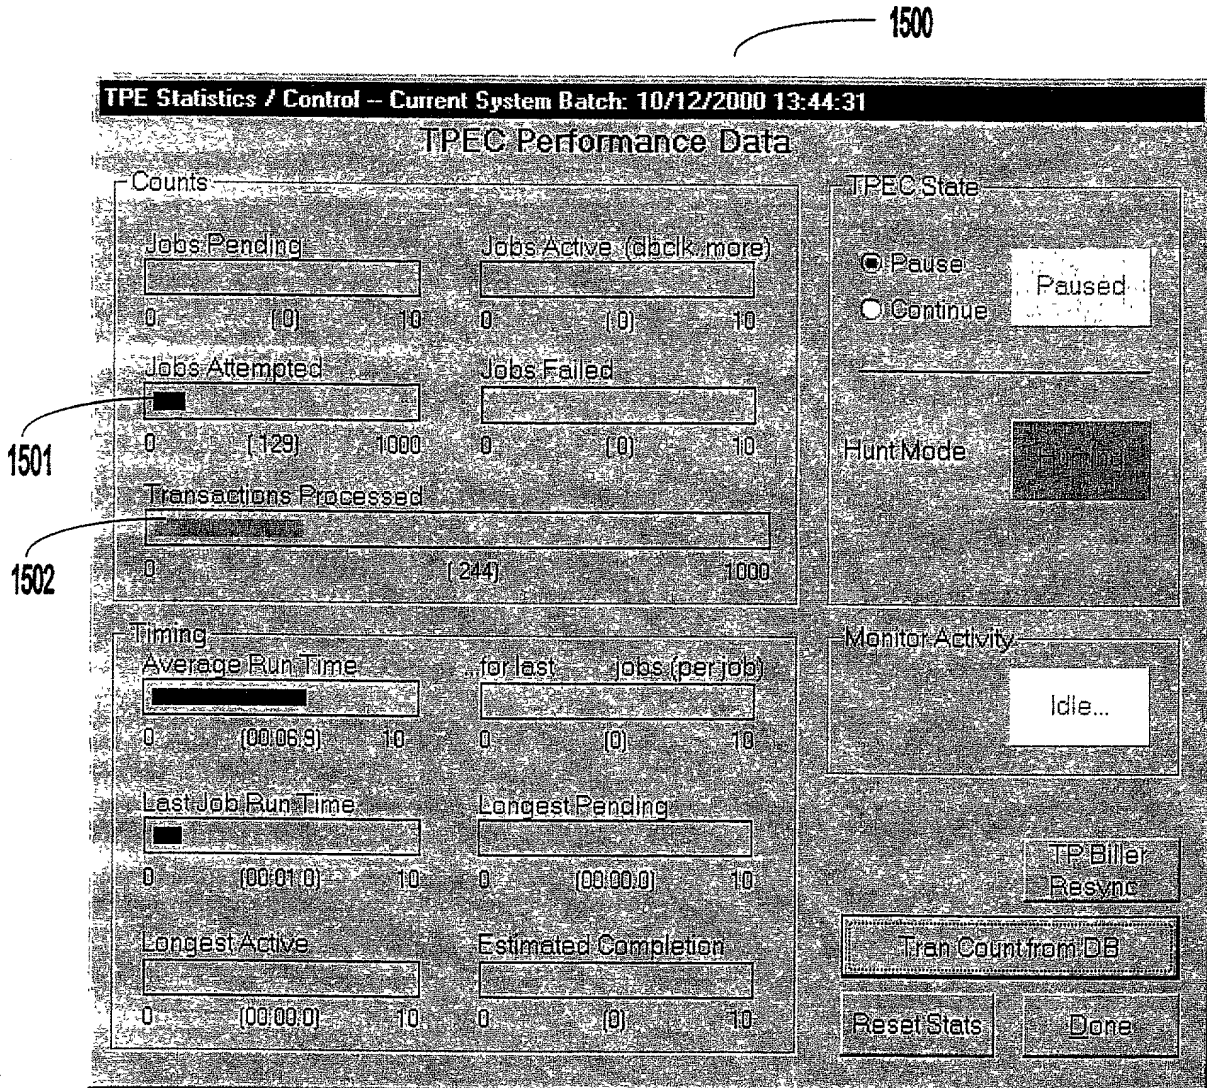 1500
TPE Statistics / Control -- Current System Batch: 10/12/2000 13:44:31
TPEC Performance Data
Counts
Jobs Pending
0 (0) 10
Jobs Active (dbclk. more)
0 (0) 10
Jobs Attempted
0 (129) 1000
Jobs Failed
0 (0) 10
1501
Transactions Processed
0 (244) 1000
1502
TPEC State
Pause
Continue
Paused
Hunt Mode
Timing
Average Run Time
0 (00:06.9) 10
...for last jobs (per job)
0 (0) 10
Last Job Run Time
0 (00:01.0) 10
Longest Pending
0 (00:00.0) 10
Longest Active
0 (00:00.0) 10
Estimated Completion
0 (0) 10
Monitor Activity
Idle...
TP Biller
Resync
Tran Count from DB
Reset Stats
Done